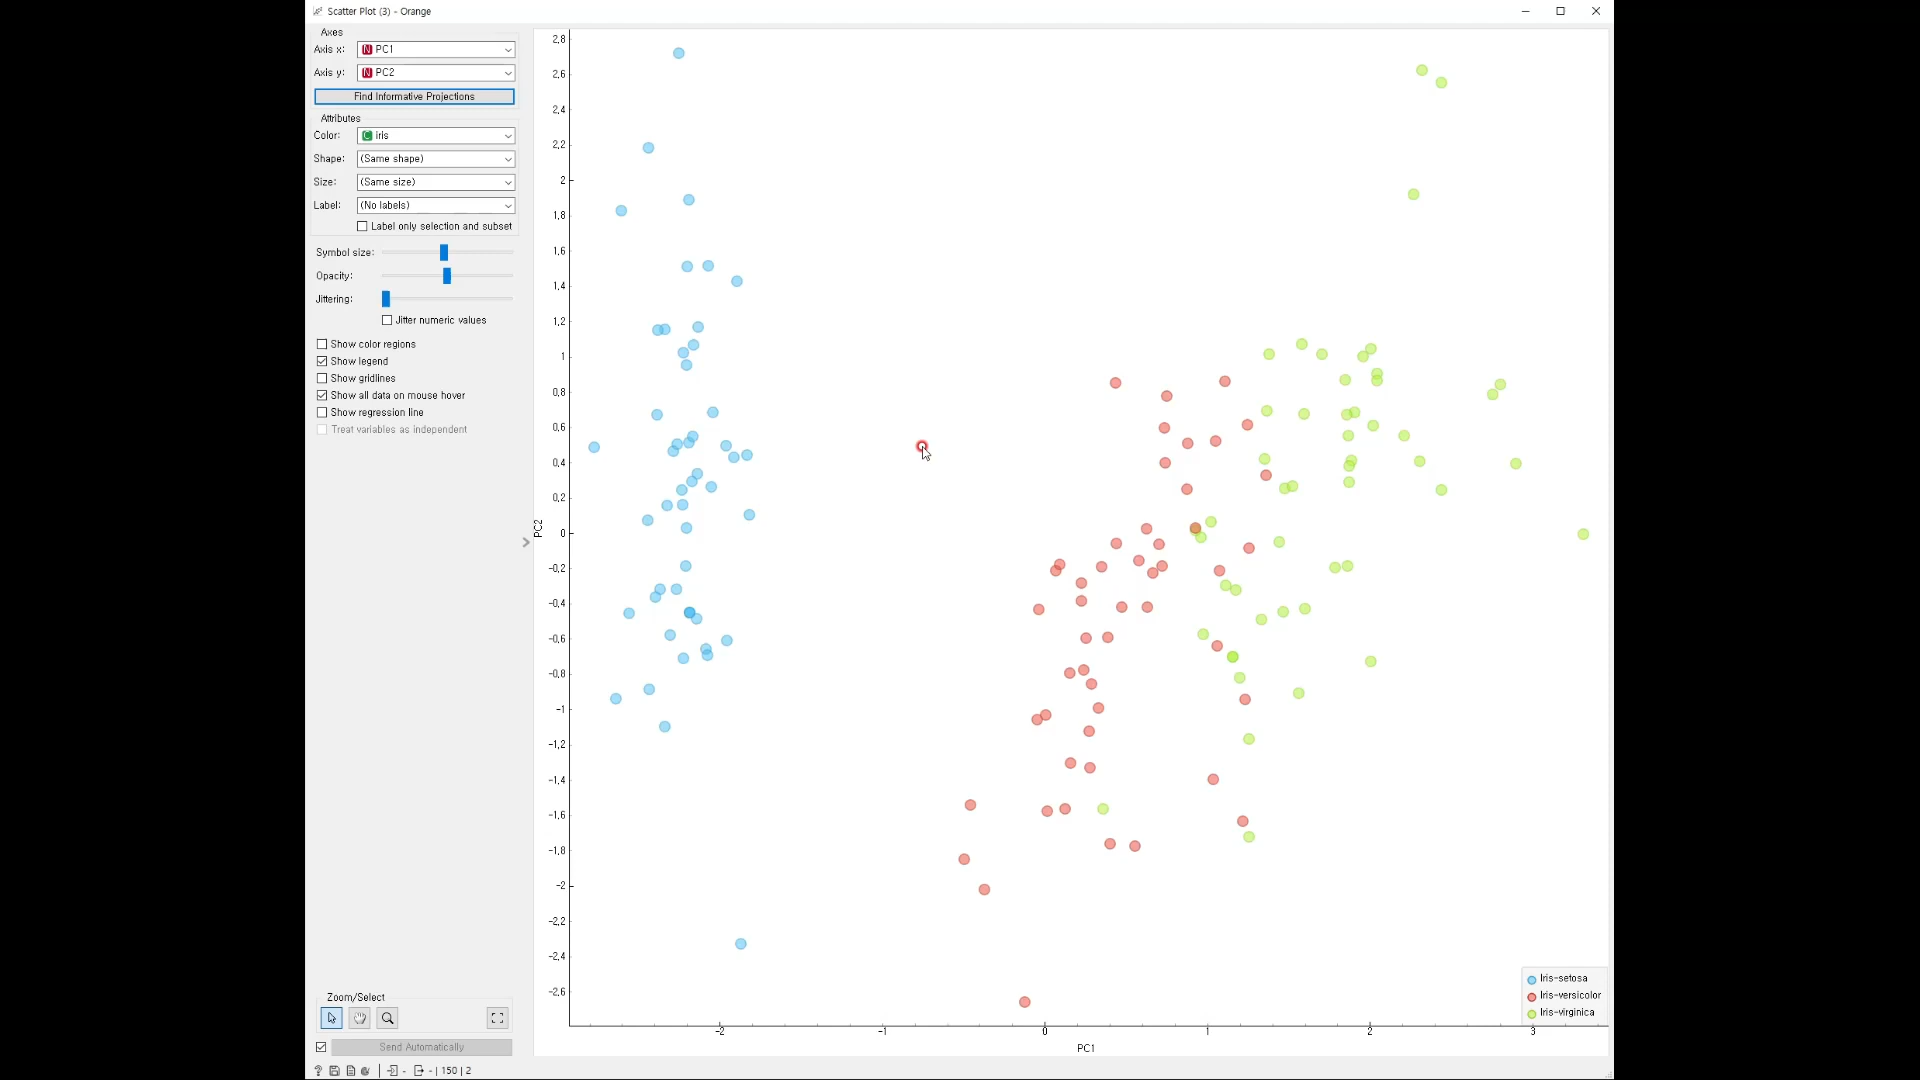 Scatter Plot (3) - Orange
Axes
Axis x: N PC1
Axis y: N PC2
Find Informative Projections
Attributes
Color: C iris
Shape: (Same shape)
Size: (Same size)
Label: (No labels)
Label only selection and subset
Symbol size:
Opacity:
Jittering:
Jitter numeric values
Show color regions
Show legend
Show gridlines
Show all data on mouse hover
Show regression line
Treat variables as independent
Zoom/Select
Send Automatically
? - - | 150 | 2
2,8
2,6
2,4
2,2
2
1,8
1,6
1,4
1,2
1
0,8
0,6
0,4
0,2
0
-0,2
-0,4
-0,6
-0,8
-1
-1,2
-1,4
-1,6
-1,8
-2
-2,2
-2,4
-2,6
PC2
-2 -1 0 1 2 3
PC1
Iris-setosa
Iris-versicolor
Iris-virginica